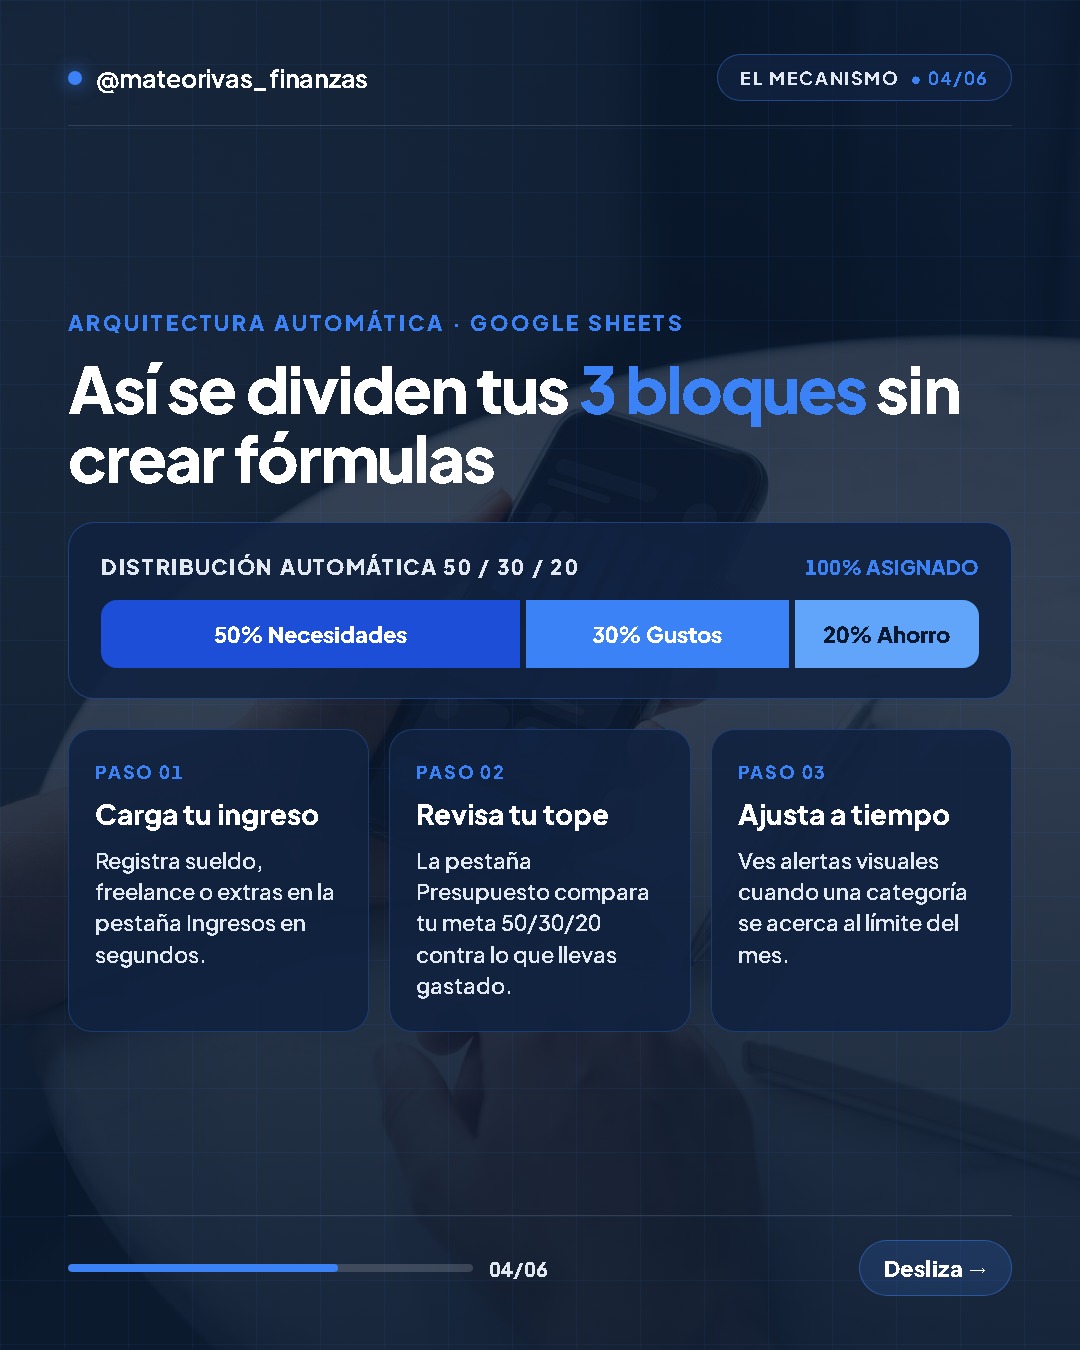 @mateorivas_finanzas
EL MECANISMO • 04/06
ARQUITECTURA AUTOMÁTICA · GOOGLE SHEETS
Así se dividen tus 3 bloques sin
crear fórmulas
DISTRIBUCIÓN AUTOMÁTICA 50 / 30 / 20
100% ASIGNADO
50% Necesidades
30% Gustos
20% Ahorro
PASO 01
Carga tu ingreso
Registra sueldo,
freelance o extras en la
pestaña Ingresos en
segundos.
PASO 02
Revisa tu tope
La pestaña
Presupuesto compara
tu meta 50/30/20
contra lo que llevas
gastado.
PASO 03
Ajusta a tiempo
Ves alertas visuales
cuando una categoría
se acerca al límite del
mes.
04/06
Desliza →